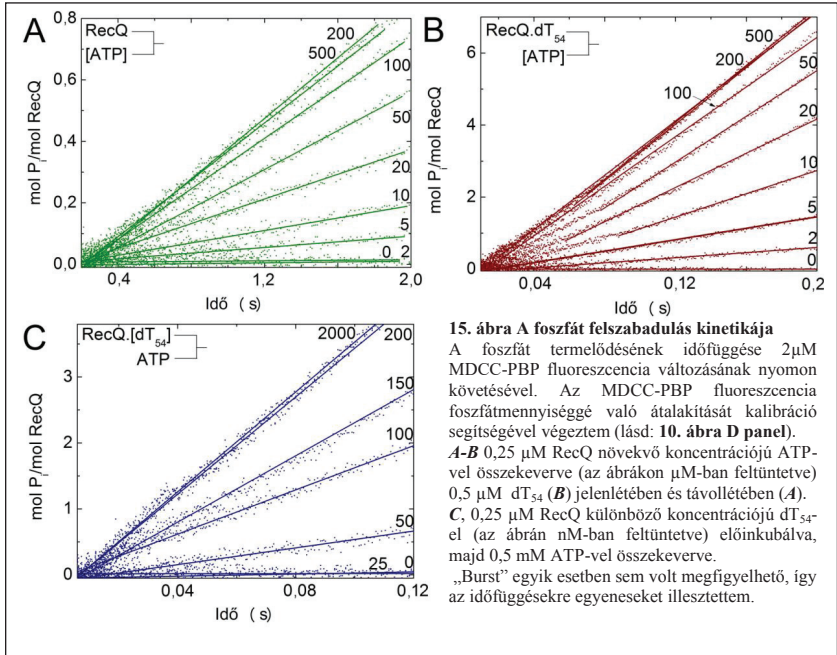 A
RecQ
[ATP]
mol Pᵢ/mol RecQ
0,8
0,6
0,4
0,2
0,0
200
500
100
50
20
10
5
0 2
0,4
1,2
2,0
Idő ( s)
B
RecQ.dT₅₄
[ATP]
mol Pᵢ/mol RecQ
6
4
2
0
500
200
100
50
20
10
5
2
0
0,04
0,12
0,2
Idő ( s)
C
RecQ.[dT₅₄]
ATP
mol Pᵢ/mol RecQ
3
2
1
0
2000
200
150
100
50
25
0
0,04
0,08
0,12
Idő ( s)
15. ábra A foszfát felszabadulás kinetikája
A foszfát termelődésének időfüggése 2µM
MDCC-PBP fluoreszcencia változásának nyomon
követésével. Az MDCC-PBP fluoreszcencia
foszfátmennyiséggé való átalakítását kalibráció
segítségével végeztem (lásd: 10. ábra D panel).
A-B 0,25 µM RecQ növekvő koncentrációjú ATP-
vel összekeverve (az ábrákon µM-ban feltüntetve)
0,5 µM dT₅₄ (B) jelenlétében és távollétében (A).
C, 0,25 µM RecQ különböző koncentrációjú dT₅₄-
el (az ábrán nM-ban feltüntetve) előinkubálva,
majd 0,5 mM ATP-vel összekeverve.
„Burst” egyik esetben sem volt megfigyelhető, így
az időfüggésekre egyeneseket illesztettem.